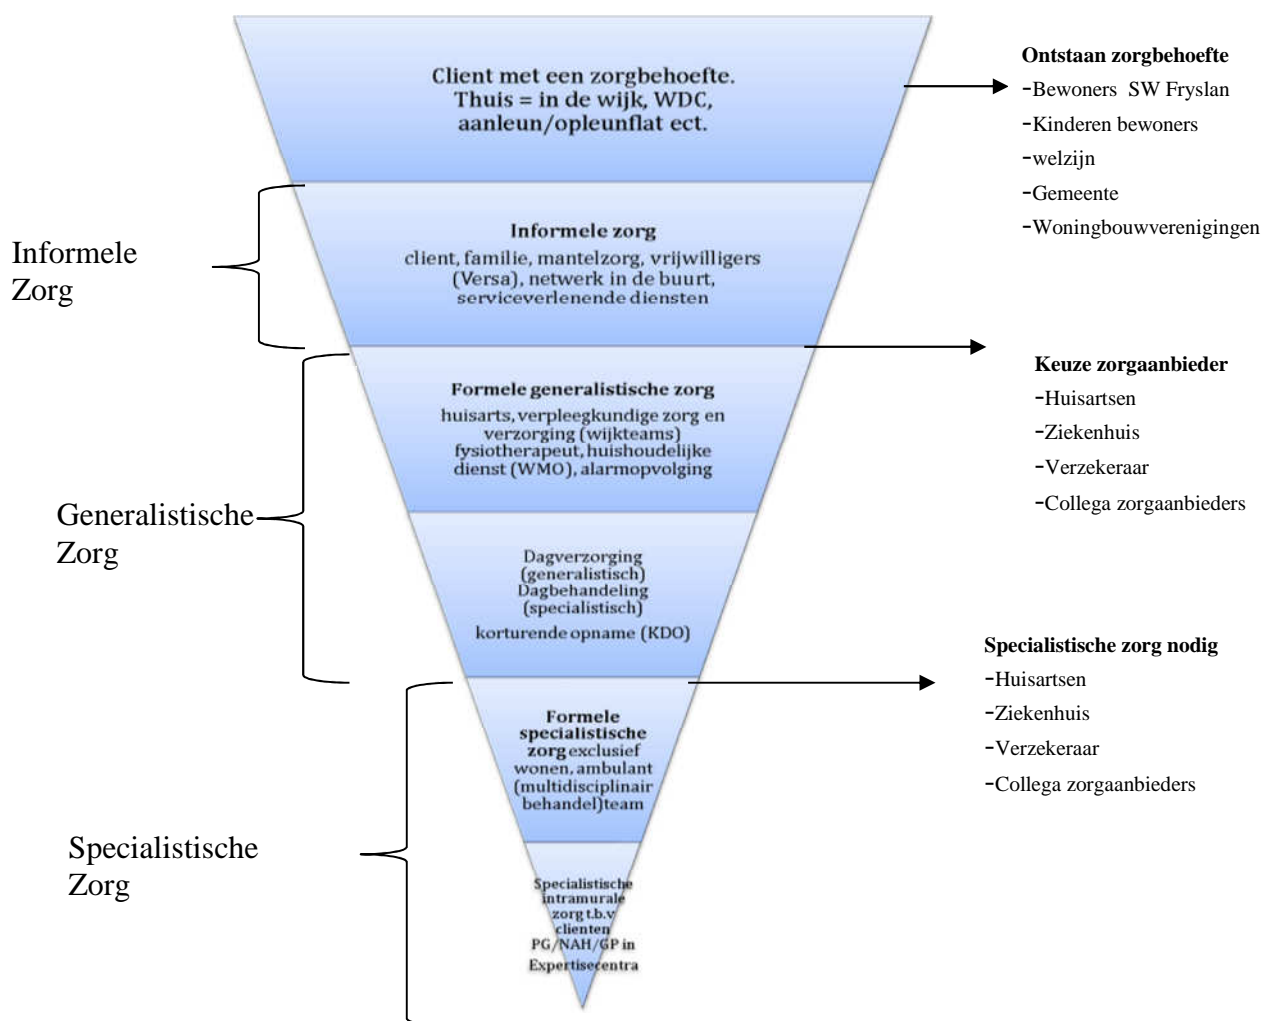 Client met een zorgbehoefte.
Thuis = in de wijk, WDC,
aanleun/opleunflat ect.
Ontstaan zorgbehoefte
-Bewoners SW Fryslan
-Kinderen bewoners
-welzijn
-Gemeente
-Woningbouwverenigingen
Informele
Zorg
Informele zorg
client, familie, mantelzorg, vrijwilligers
(Versa), netwerk in de buurt,
serviceverlenende diensten
Keuze zorgaanbieder
-Huisartsen
-Ziekenhuis
-Verzekeraar
-Collega zorgaanbieders
Generalistische
Zorg
Formele generalistische zorg
huisarts, verpleegkundige zorg en
verzorging (wijkteams)
fysiotherapeut, huishoudelijke
dienst (WMO), alarmopvolging
Dagverzorging
(generalistisch)
Dagbehandeling
(specialistisch)
korturende opname (KDO)
Specialistische zorg nodig
-Huisartsen
-Ziekenhuis
-Verzekeraar
-Collega zorgaanbieders
Specialistische
Zorg
Formele
specialistische
zorg exclusief
wonen, ambulant
(multidisciplinair
behandel)team
Specialistische
intramurale
zorg t.b.v
clienten
PG/NAH/GP in
Expertisecentra